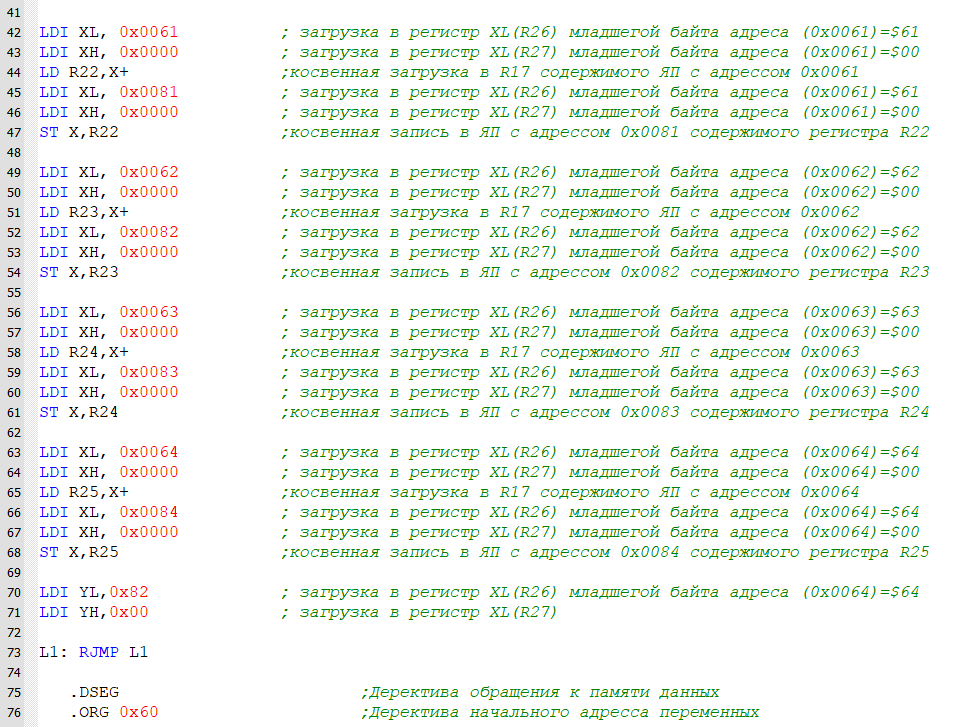 41
42 LDI XL, 0x0061 ; загрузка в регистр XL(R26) младшегой байта адреса (0x0061)=$61
43 LDI XH, 0x0000 ; загрузка в регистр XL(R27) младшегой байта адреса (0x0061)=$00
44 LD R22,X+ ;косвенная загрузка в R17 содержимого ЯП с адрессом 0x0061
45 LDI XL, 0x0081 ; загрузка в регистр XL(R26) младшегой байта адреса (0x0061)=$61
46 LDI XH, 0x0000 ; загрузка в регистр XL(R27) младшегой байта адреса (0x0061)=$00
47 ST X,R22 ;косвенная запись в ЯП с адрессом 0x0081 содержимого регистра R22
48
49 LDI XL, 0x0062 ; загрузка в регистр XL(R26) младшегой байта адреса (0x0062)=$62
50 LDI XH, 0x0000 ; загрузка в регистр XL(R27) младшегой байта адреса (0x0062)=$00
51 LD R23,X+ ;косвенная загрузка в R17 содержимого ЯП с адрессом 0x0062
52 LDI XL, 0x0082 ; загрузка в регистр XL(R26) младшегой байта адреса (0x0062)=$62
53 LDI XH, 0x0000 ; загрузка в регистр XL(R27) младшегой байта адреса (0x0062)=$00
54 ST X,R23 ;косвенная запись в ЯП с адрессом 0x0082 содержимого регистра R23
55
56 LDI XL, 0x0063 ; загрузка в регистр XL(R26) младшегой байта адреса (0x0063)=$63
57 LDI XH, 0x0000 ; загрузка в регистр XL(R27) младшегой байта адреса (0x0063)=$00
58 LD R24,X+ ;косвенная загрузка в R17 содержимого ЯП с адрессом 0x0063
59 LDI XL, 0x0083 ; загрузка в регистр XL(R26) младшегой байта адреса (0x0063)=$63
60 LDI XH, 0x0000 ; загрузка в регистр XL(R27) младшегой байта адреса (0x0063)=$00
61 ST X,R24 ;косвенная запись в ЯП с адрессом 0x0083 содержимого регистра R24
62
63 LDI XL, 0x0064 ; загрузка в регистр XL(R26) младшегой байта адреса (0x0064)=$64
64 LDI XH, 0x0000 ; загрузка в регистр XL(R27) младшегой байта адреса (0x0064)=$00
65 LD R25,X+ ;косвенная загрузка в R17 содержимого ЯП с адрессом 0x0064
66 LDI XL, 0x0084 ; загрузка в регистр XL(R26) младшегой байта адреса (0x0064)=$64
67 LDI XH, 0x0000 ; загрузка в регистр XL(R27) младшегой байта адреса (0x0064)=$00
68 ST X,R25 ;косвенная запись в ЯП с адрессом 0x0084 содержимого регистра R25
69
70 LDI YL,0x82 ; загрузка в регистр XL(R26) младшегой байта адреса (0x0064)=$64
71 LDI YH,0x00 ; загрузка в регистр XL(R27)
72
73 L1: RJMP L1
74
75 .DSEG ;Деректива обращения к памяти данных
76 .ORG 0x60 ;Деректива начального адресса переменных